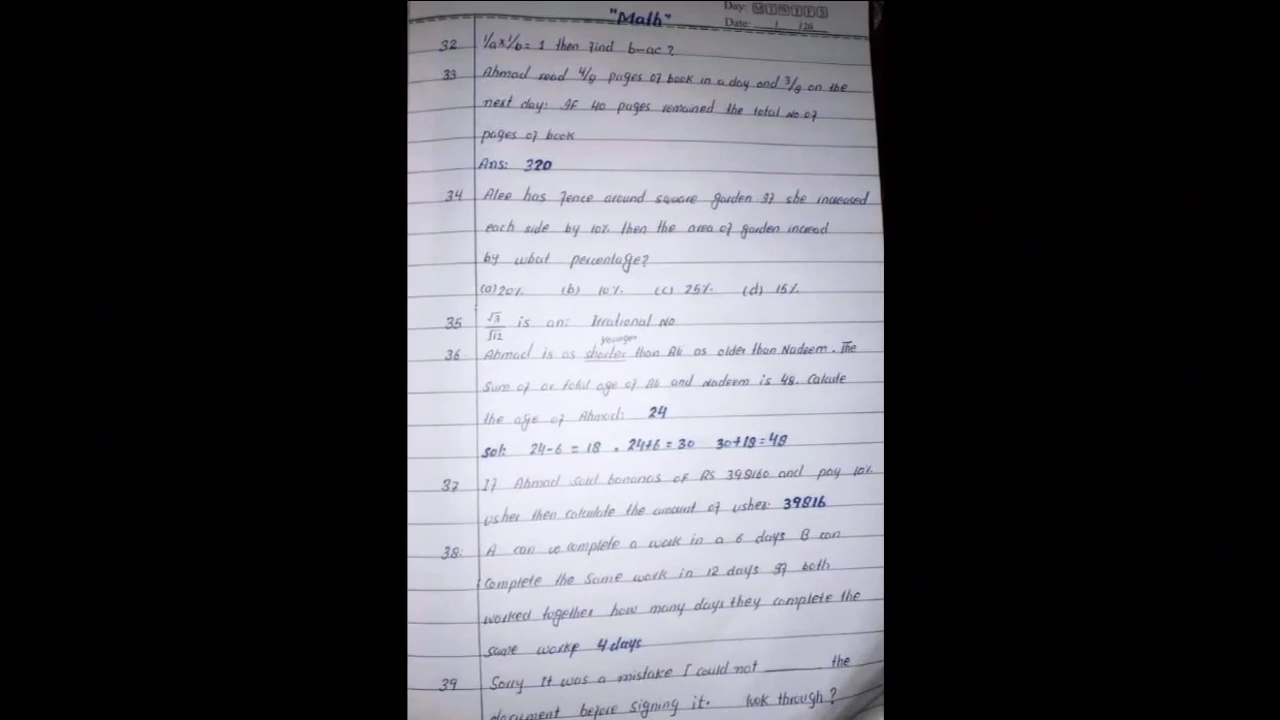 "Math"
Day: M T W T F S
Date: __/__/20__
32 1/a x 1/b = 1 then find b-ac?
33 Ahmad read 4/8 pages of book in a day and 3/8 on the
next day: If 40 pages remained the total No of
pages of book
Ans: 320
34 Alee has fence around square garden If she increased
each side by 10% then the area of garden incread
by what percentage?
(a) 20% (b) 10% (c) 25% (d) 15%
35 √3/√12 is an: Irrational No
younger
36 Ahmad is as shorter than Ali as older than Nadeem. The
Sum of or total age of Ali and Nadeem is 48. Calcute
the age of Ahmad: 24
Sol: 24-6 = 18 . 24+6 = 30 30+18=48
37 If Ahmad sold bananas of RS 398160 and pay 10%
usher then calculate the amount of usher: 39816
38: A can complete a work in a 6 days B can
Complete the Same work in 12 days If both
worked together how many days they complete the
same work? 4 days
39 Sorry It was a mistake I could not ______ the
document before signing it. look through?